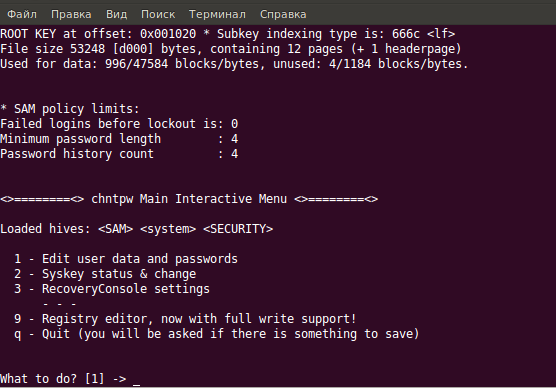 Файл Правка Вид Поиск Терминал Справка
ROOT KEY at offset: 0x001020 * Subkey indexing type is: 666c <lf>
File size 53248 [d000] bytes, containing 12 pages (+ 1 headerpage)
Used for data: 996/47584 blocks/bytes, unused: 4/1184 blocks/bytes.
* SAM policy limits:
Failed logins before lockout is: 0
Minimum password length        : 4
Password history count         : 4
<>========<> chntpw Main Interactive Menu <>========<>
Loaded hives: <SAM> <system> <SECURITY>
1 - Edit user data and passwords
2 - Syskey status & change
3 - RecoveryConsole settings
- - -
9 - Registry editor, now with full write support!
q - Quit (you will be asked if there is something to save)
What to do? [1] -> _